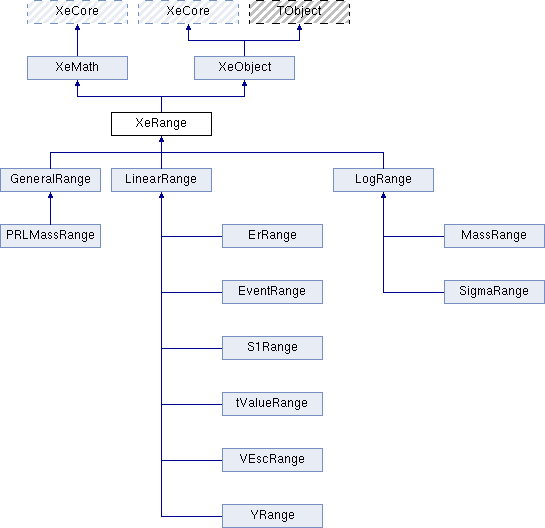 XeCore
XeCore
TObject
XeMath
XeObject
XeRange
GeneralRange
LinearRange
LogRange
PRLMassRange
ErRange
MassRange
EventRange
SigmaRange
S1Range
tValueRange
VEscRange
YRange